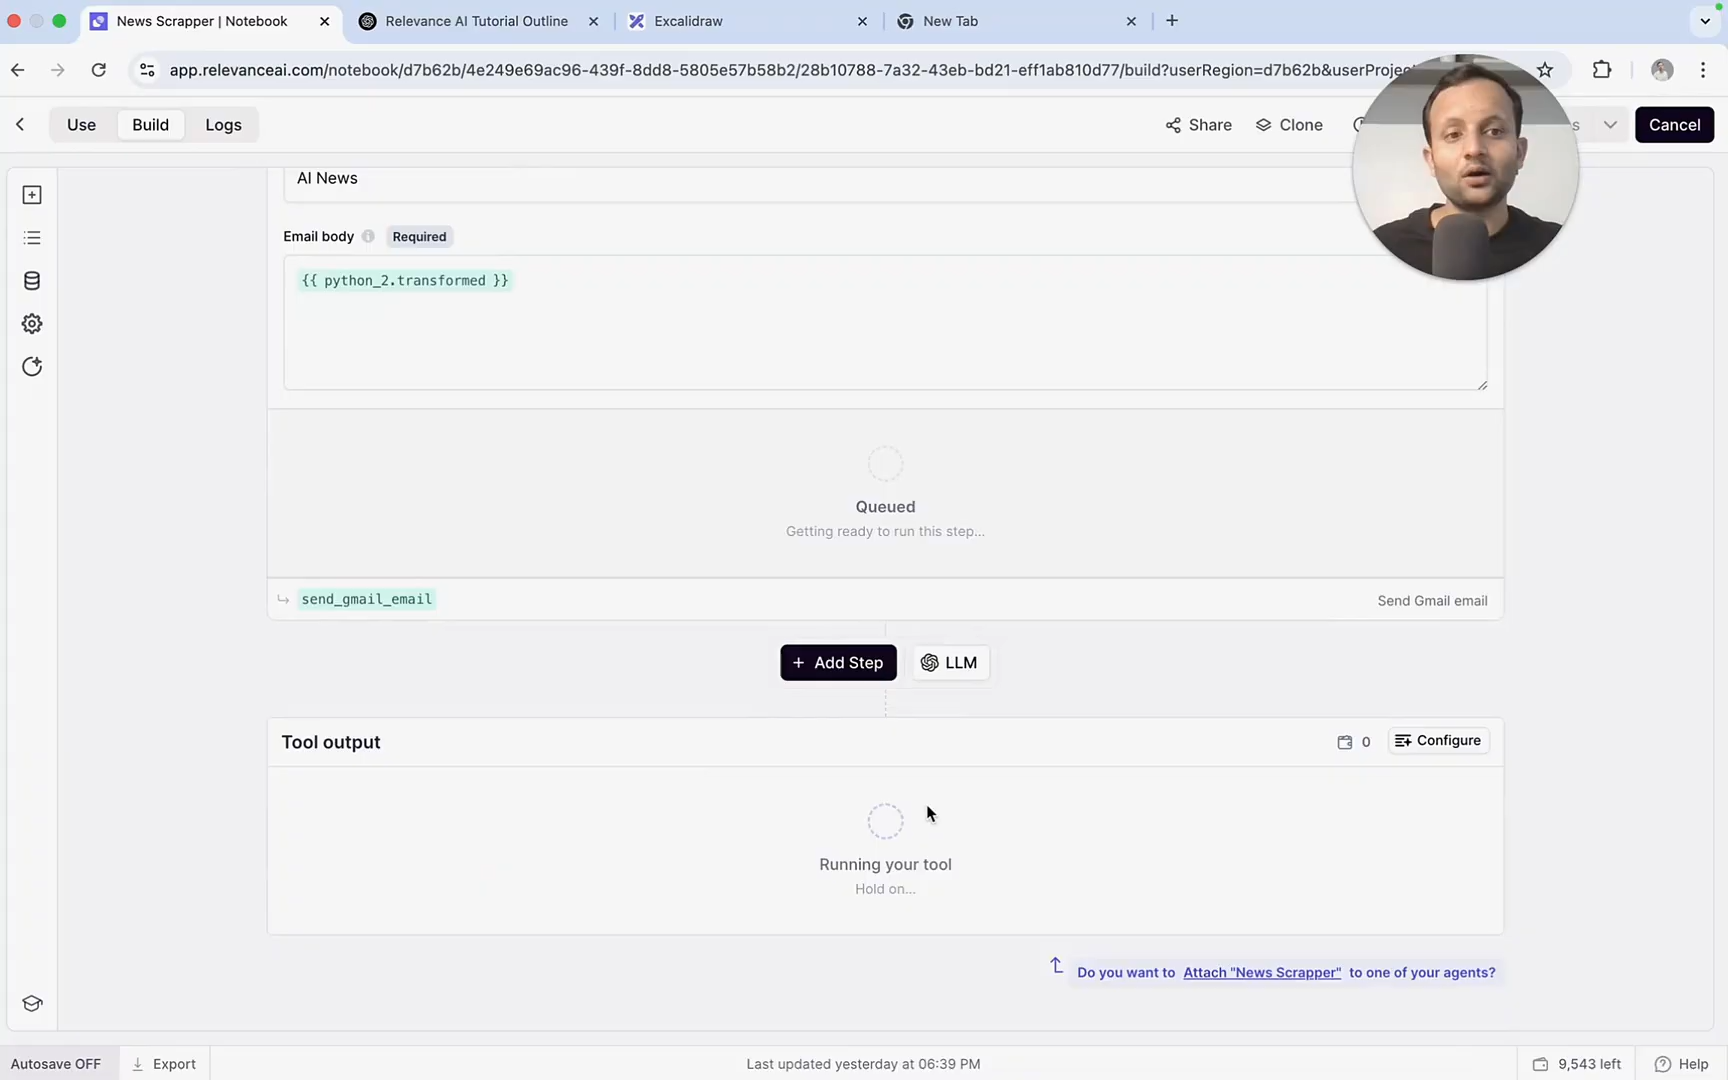 News Scrapper | Notebook
Relevance AI Tutorial Outline
Excalidraw
New Tab
app.relevanceai.com/notebook/d7b62b/4e249e69ac96-439f-8dd8-5805e57b58b2/28b10788-7a32-43eb-bd21-eff1ab810d77/build?userRegion=d7b62b&userProjec
Use
Build
Logs
Share
Clone
s
Cancel
AI News
Email body
Required
{{ python_2.transformed }}
Queued
Getting ready to run this step...
send_gmail_email
Send Gmail email
+ Add Step
LLM
Tool output
0
Configure
Running your tool
Hold on...
Do you want to Attach "News Scrapper" to one of your agents?
Autosave OFF
Export
Last updated yesterday at 06:39 PM
9,543 left
Help